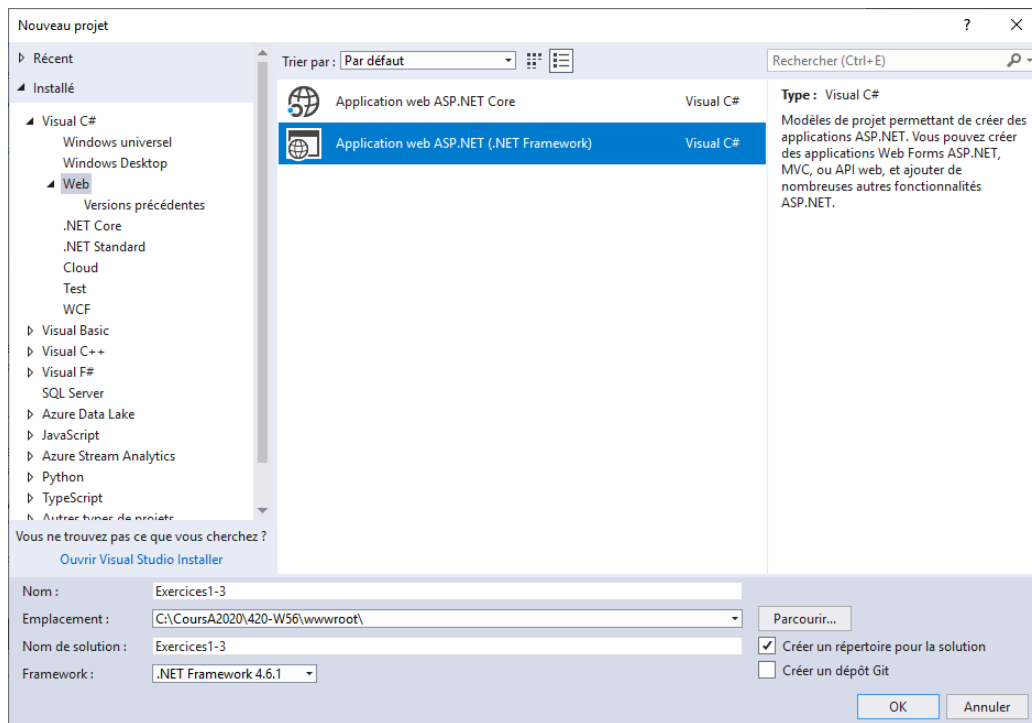 Nouveau projet
?
Récent
Installé
Visual C#
Windows universel
Windows Desktop
Web
Versions précédentes
.NET Core
.NET Standard
Cloud
Test
WCF
Visual Basic
Visual C++
Visual F#
SQL Server
Azure Data Lake
JavaScript
Azure Stream Analytics
Python
TypeScript
Autres types de projets
Vous ne trouvez pas ce que vous cherchez ?
Ouvrir Visual Studio Installer
Trier par : Par défaut
Application web ASP.NET Core Visual C#
Application web ASP.NET (.NET Framework) Visual C#
Rechercher (Ctrl+E)
Type : Visual C#
Modèles de projet permettant de créer des
applications ASP.NET. Vous pouvez créer
des applications Web Forms ASP.NET,
MVC, ou API web, et ajouter de
nombreuses autres fonctionnalités
ASP.NET.
Nom : Exercices1-3
Emplacement : C:\CoursA2020\420-W56\wwwroot\
Parcourir...
Nom de solution : Exercices1-3
Créer un répertoire pour la solution
Framework : .NET Framework 4.6.1
Créer un dépôt Git
OK
Annuler